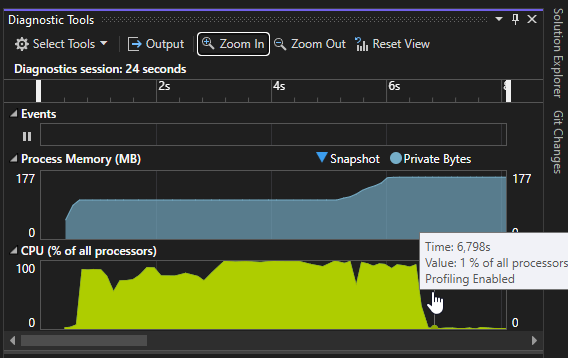 Diagnostic Tools
Select Tools Output Zoom In Zoom Out Reset View
Diagnostics session: 24 seconds
2s 4s 6s 8
Events
Process Memory (MB) Snapshot Private Bytes
177 177
0 0
CPU (% of all processors)
100
0 0
Time: 6,798s
Value: 1 % of all processors
Profiling Enabled
Solution Explorer
Git Changes